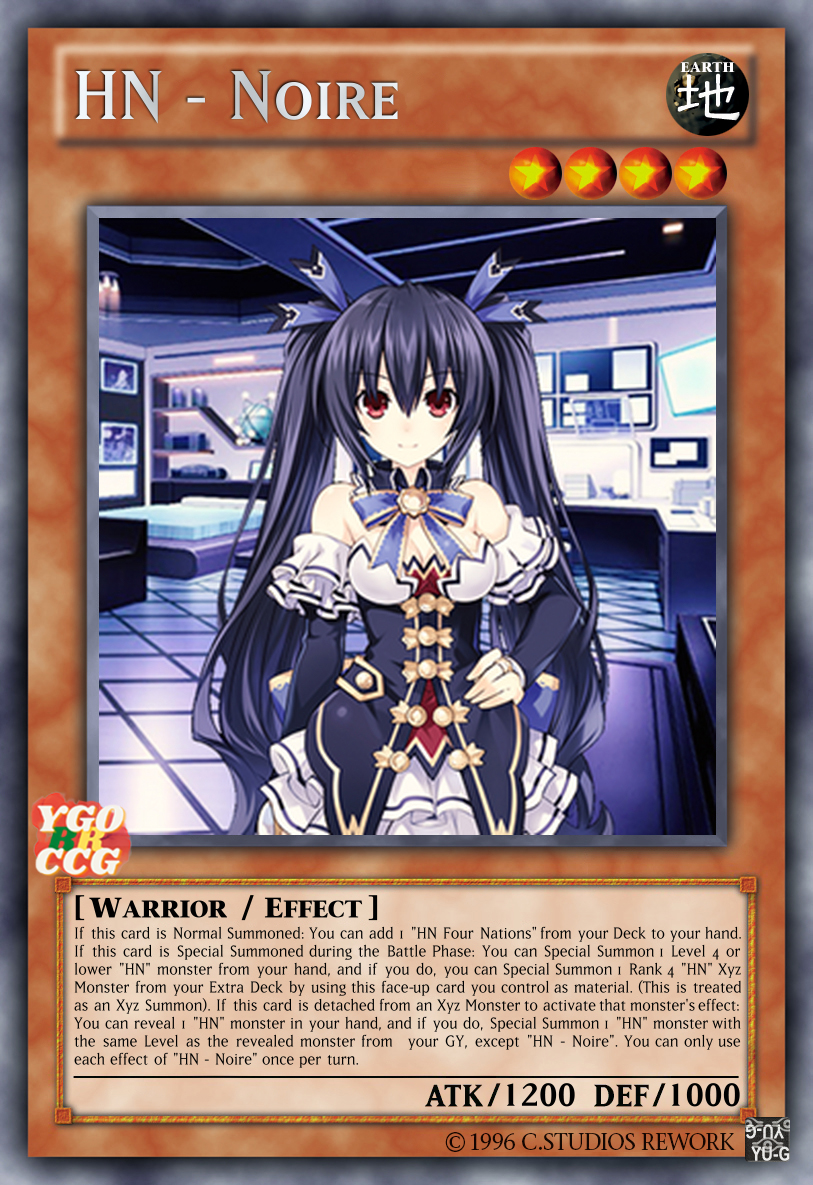 HN - Noire
EARTH
地
YGO
RR
CCG
[ Warrior / Effect ]
If this card is Normal Summoned: You can add 1 "HN Four Nations" from your Deck to your hand.
If this card is Special Summoned during the Battle Phase: You can Special Summon 1 Level 4 or
lower "HN" monster from your hand, and if you do, you can Special Summon 1 Rank 4 "HN" Xyz
Monster from your Extra Deck by using this face-up card you control as material. (This is treated
as an Xyz Summon). If this card is detached from an Xyz Monster to activate that monster's effect:
You can reveal 1 "HN" monster in your hand, and if you do, Special Summon 1 "HN" monster with
the same Level as the revealed monster from your GY, except "HN - Noire". You can only use
each effect of "HN - Noire" once per turn.
ATK/1200 DEF/1000
© 1996 C.STUDIOS REWORK
YU-G